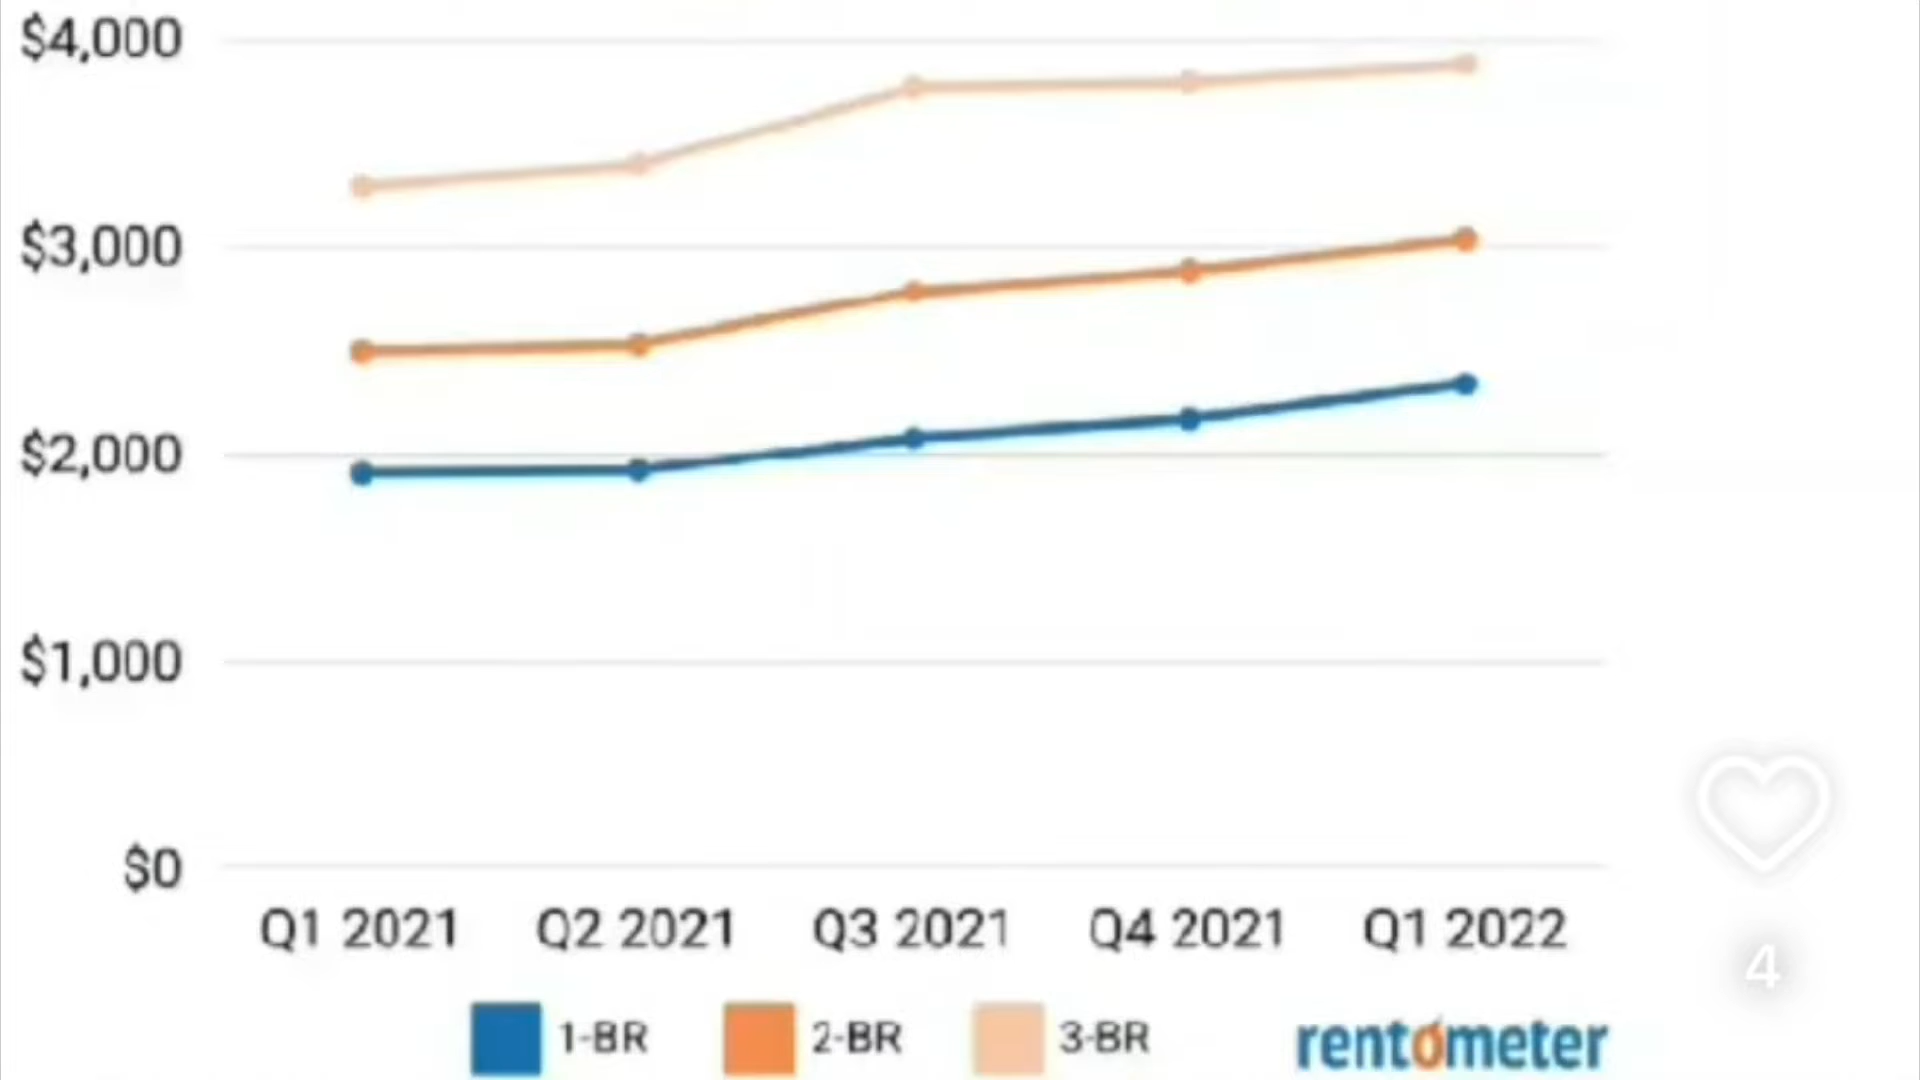 $4,000
$3,000
$2,000
$1,000
$0
Q1 2021 Q2 2021 Q3 2021 Q4 2021 Q1 2022
1-BR 2-BR 3-BR
rentometer
4